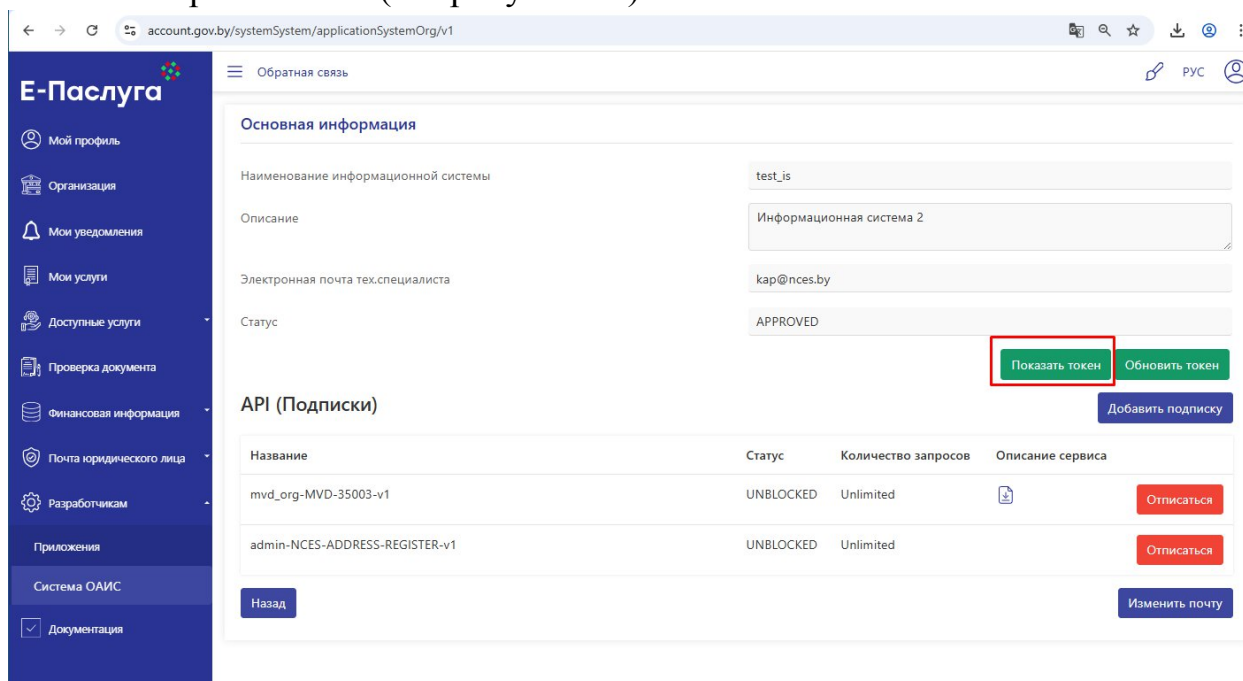 account.gov.by/systemSystem/applicationSystemOrg/v1
Е-Паслуга
Обратная связь
РУС
Мой профиль
Организация
Мои уведомления
Мои услуги
Доступные услуги
Проверка документа
Финансовая информация
Почта юридического лица
Разработчикам
Приложения
Система ОАИС
Документация
Основная информация
Наименование информационной системы test_is
Описание Информационная система 2
Электронная почта тех.специалиста kap@nces.by
Статус APPROVED
Показать токен Обновить токен
API (Подписки) Добавить подписку
Название Статус Количество запросов Описание сервиса
mvd_org-MVD-35003-v1 UNBLOCKED Unlimited Отписаться
admin-NCES-ADDRESS-REGISTER-v1 UNBLOCKED Unlimited Отписаться
Назад Изменить почту